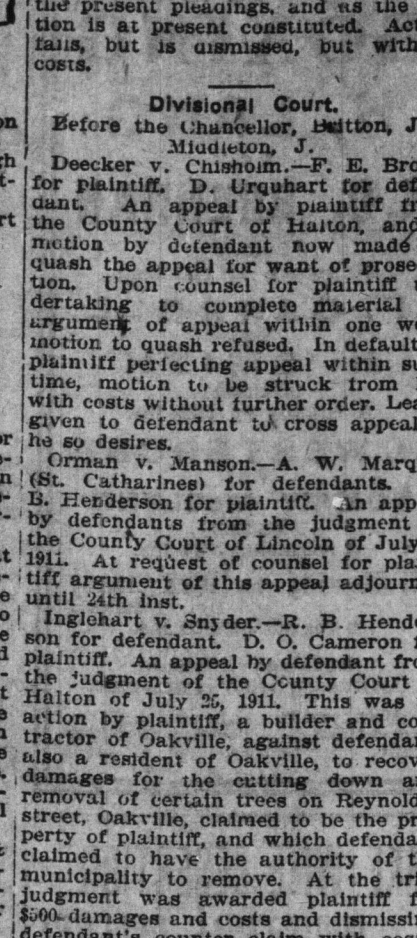 the present pleadings, and as the
tion is at present constituted. Act
fails, but is dismissed, but with
costs.
Divisional Court.
Before the Chancellor, Britton, J
Middleton, J.
Deecker v. Chisholm.—F. E. Bro
for plaintiff. D. Urquhart for def
dant. An appeal by plaintiff fr
the County Court of Halton, and
motion by defendant now made
quash the appeal for want of prose
tion. Upon counsel for plaintiff
dertaking to complete material
argument of appeal within one we
motion to quash refused. In default
plaintiff perfecting appeal within su
time, motion to be struck from
with costs without further order. Lea
given to defendant to cross appeal
he so desires.
Orman v. Manson.—A. W. Marq
(St. Catharines) for defendants.
B. Henderson for plaintiff. An app
by defendants from the judgment
the County Court of Lincoln of July
1911. At request of counsel for pla
tiff argument of this appeal adjourn
until 24th inst.
Inglehart v. Snyder.—R. B. Hende
son for defendant. D. O. Cameron f
plaintiff. An appeal by defendant fro
the judgment of the County Court
Halton of July 25, 1911. This was
action by plaintiff, a builder and co
tractor of Oakville, against defendan
also a resident of Oakville, to recov
damages for the cutting down a
removal of certain trees on Reynold
street, Oakville, claimed to be the pr
perty of plaintiff, and which defenda
claimed to have the authority of t
municipality to remove. At the tri
judgment was awarded plaintiff f
$500 damages and costs and dismissi
defendant's counter claim with cos